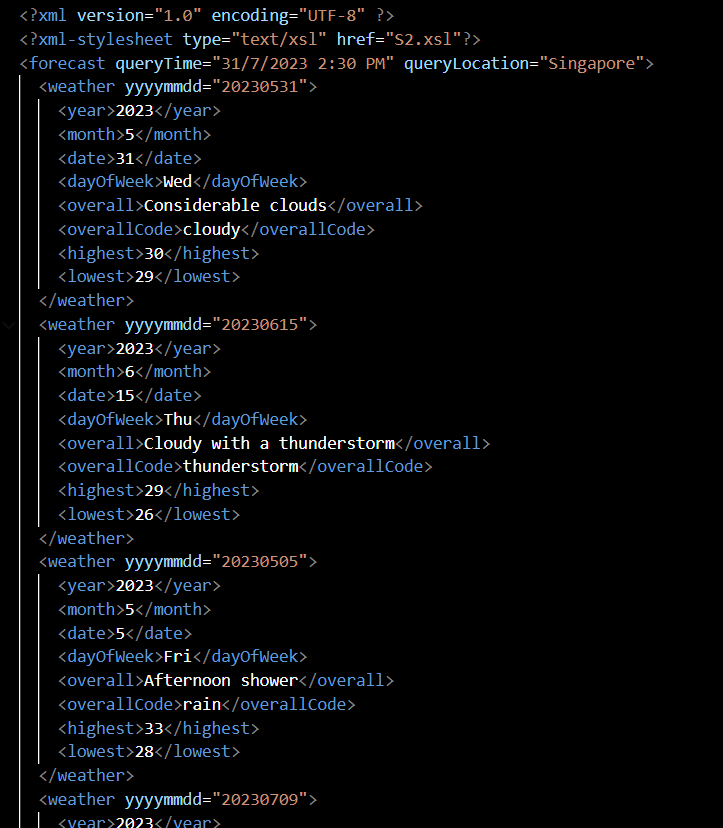 <?xml version="1.0" encoding="UTF-8" ?>
<?xml-stylesheet type="text/xsl" href="S2.xsl"?>
<forecast queryTime="31/7/2023 2:30 PM" queryLocation="Singapore">
<weather yyyymmdd="20230531">
<year>2023</year>
<month>5</month>
<date>31</date>
<dayOfWeek>Wed</dayOfWeek>
<overall>Considerable clouds</overall>
<overallCode>cloudy</overallCode>
<highest>30</highest>
<lowest>29</lowest>
</weather>
<weather yyyymmdd="20230615">
<year>2023</year>
<month>6</month>
<date>15</date>
<dayOfWeek>Thu</dayOfWeek>
<overall>Cloudy with a thunderstorm</overall>
<overallCode>thunderstorm</overallCode>
<highest>29</highest>
<lowest>26</lowest>
</weather>
<weather yyyymmdd="20230505">
<year>2023</year>
<month>5</month>
<date>5</date>
<dayOfWeek>Fri</dayOfWeek>
<overall>Afternoon shower</overall>
<overallCode>rain</overallCode>
<highest>33</highest>
<lowest>28</lowest>
</weather>
<weather yyyymmdd="20230709">
<year>2023</year>